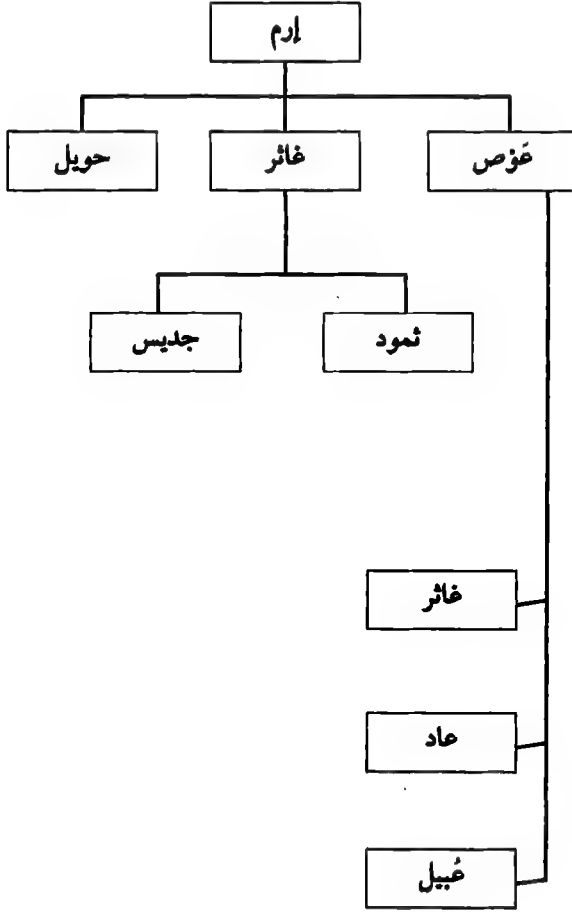 إرم
عَوْص
غاثر
حويل
ثمود
جديس
غاثر
عاد
عُبيل